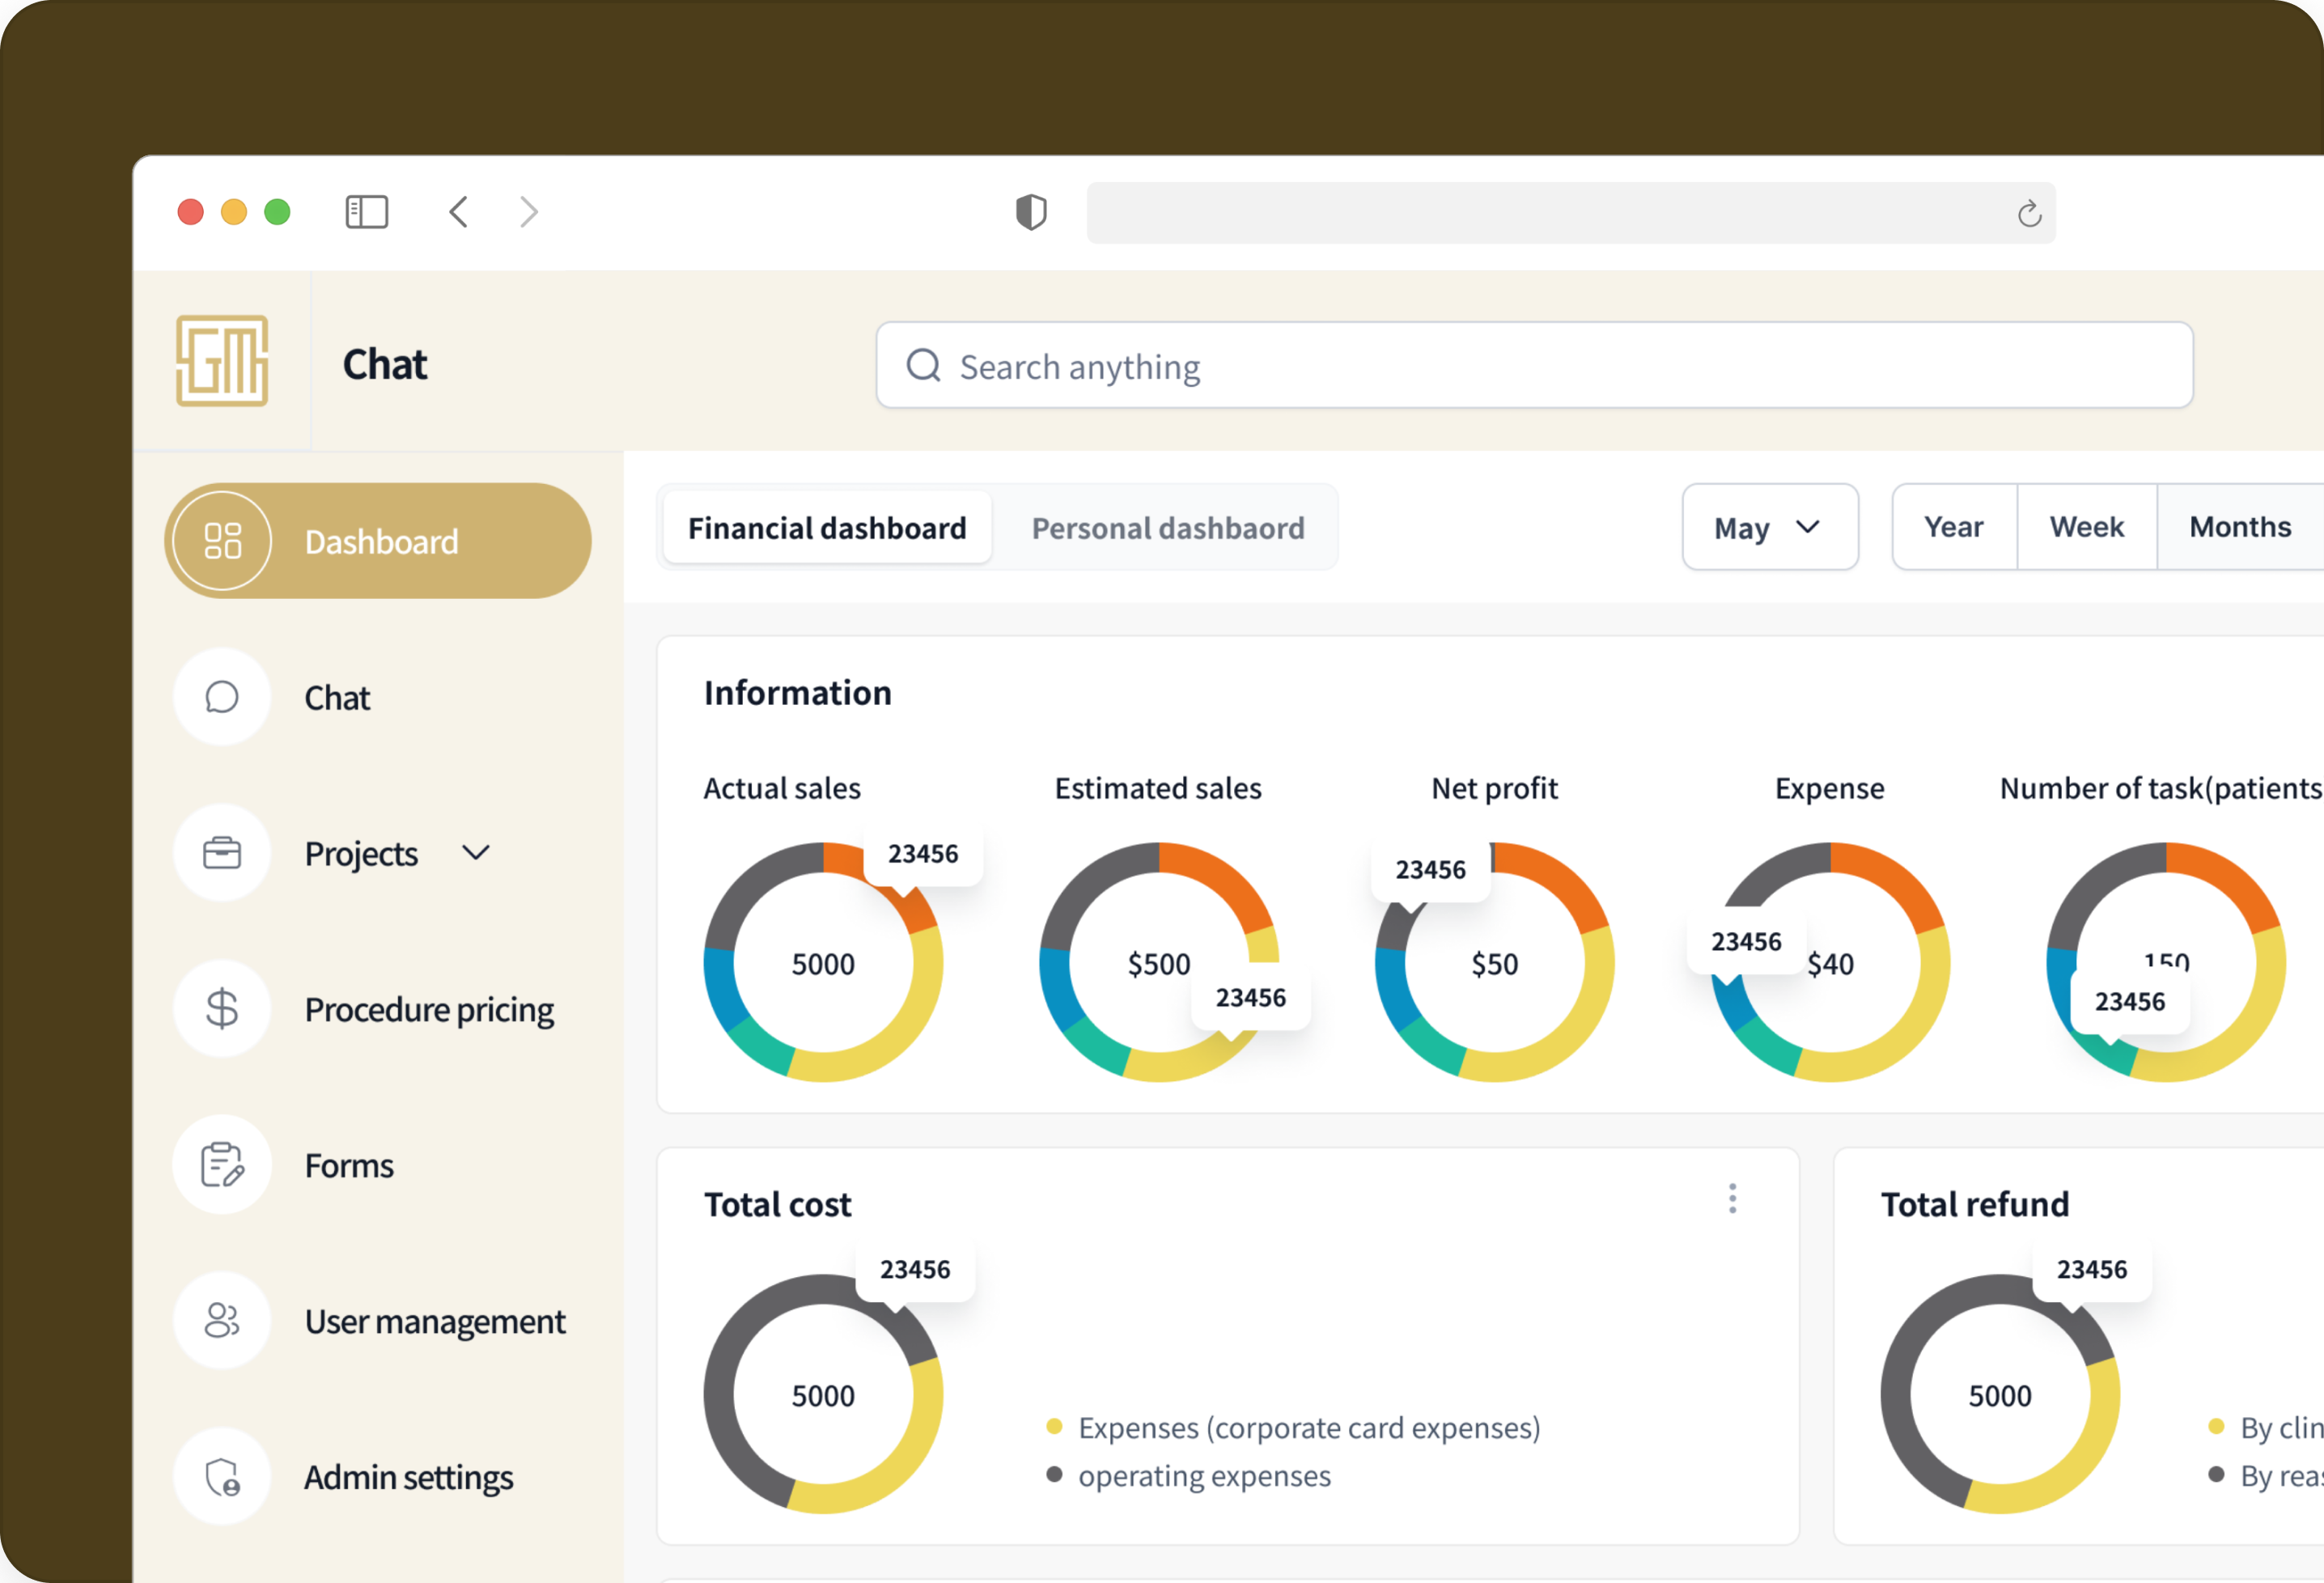 GM
Chat
Search anything
Dashboard
Chat
Projects
Procedure pricing
Forms
User management
Admin settings
Financial dashboard
Personal dashbaord
May
Year
Week
Months
Information
Actual sales
Estimated sales
Net profit
Expense
Number of task(patients
23456
5000
23456
$500
23456
$50
23456
$40
23456
150
Total cost
23456
5000
Expenses (corporate card expenses)
operating expenses
Total refund
23456
5000
By clin
By reas